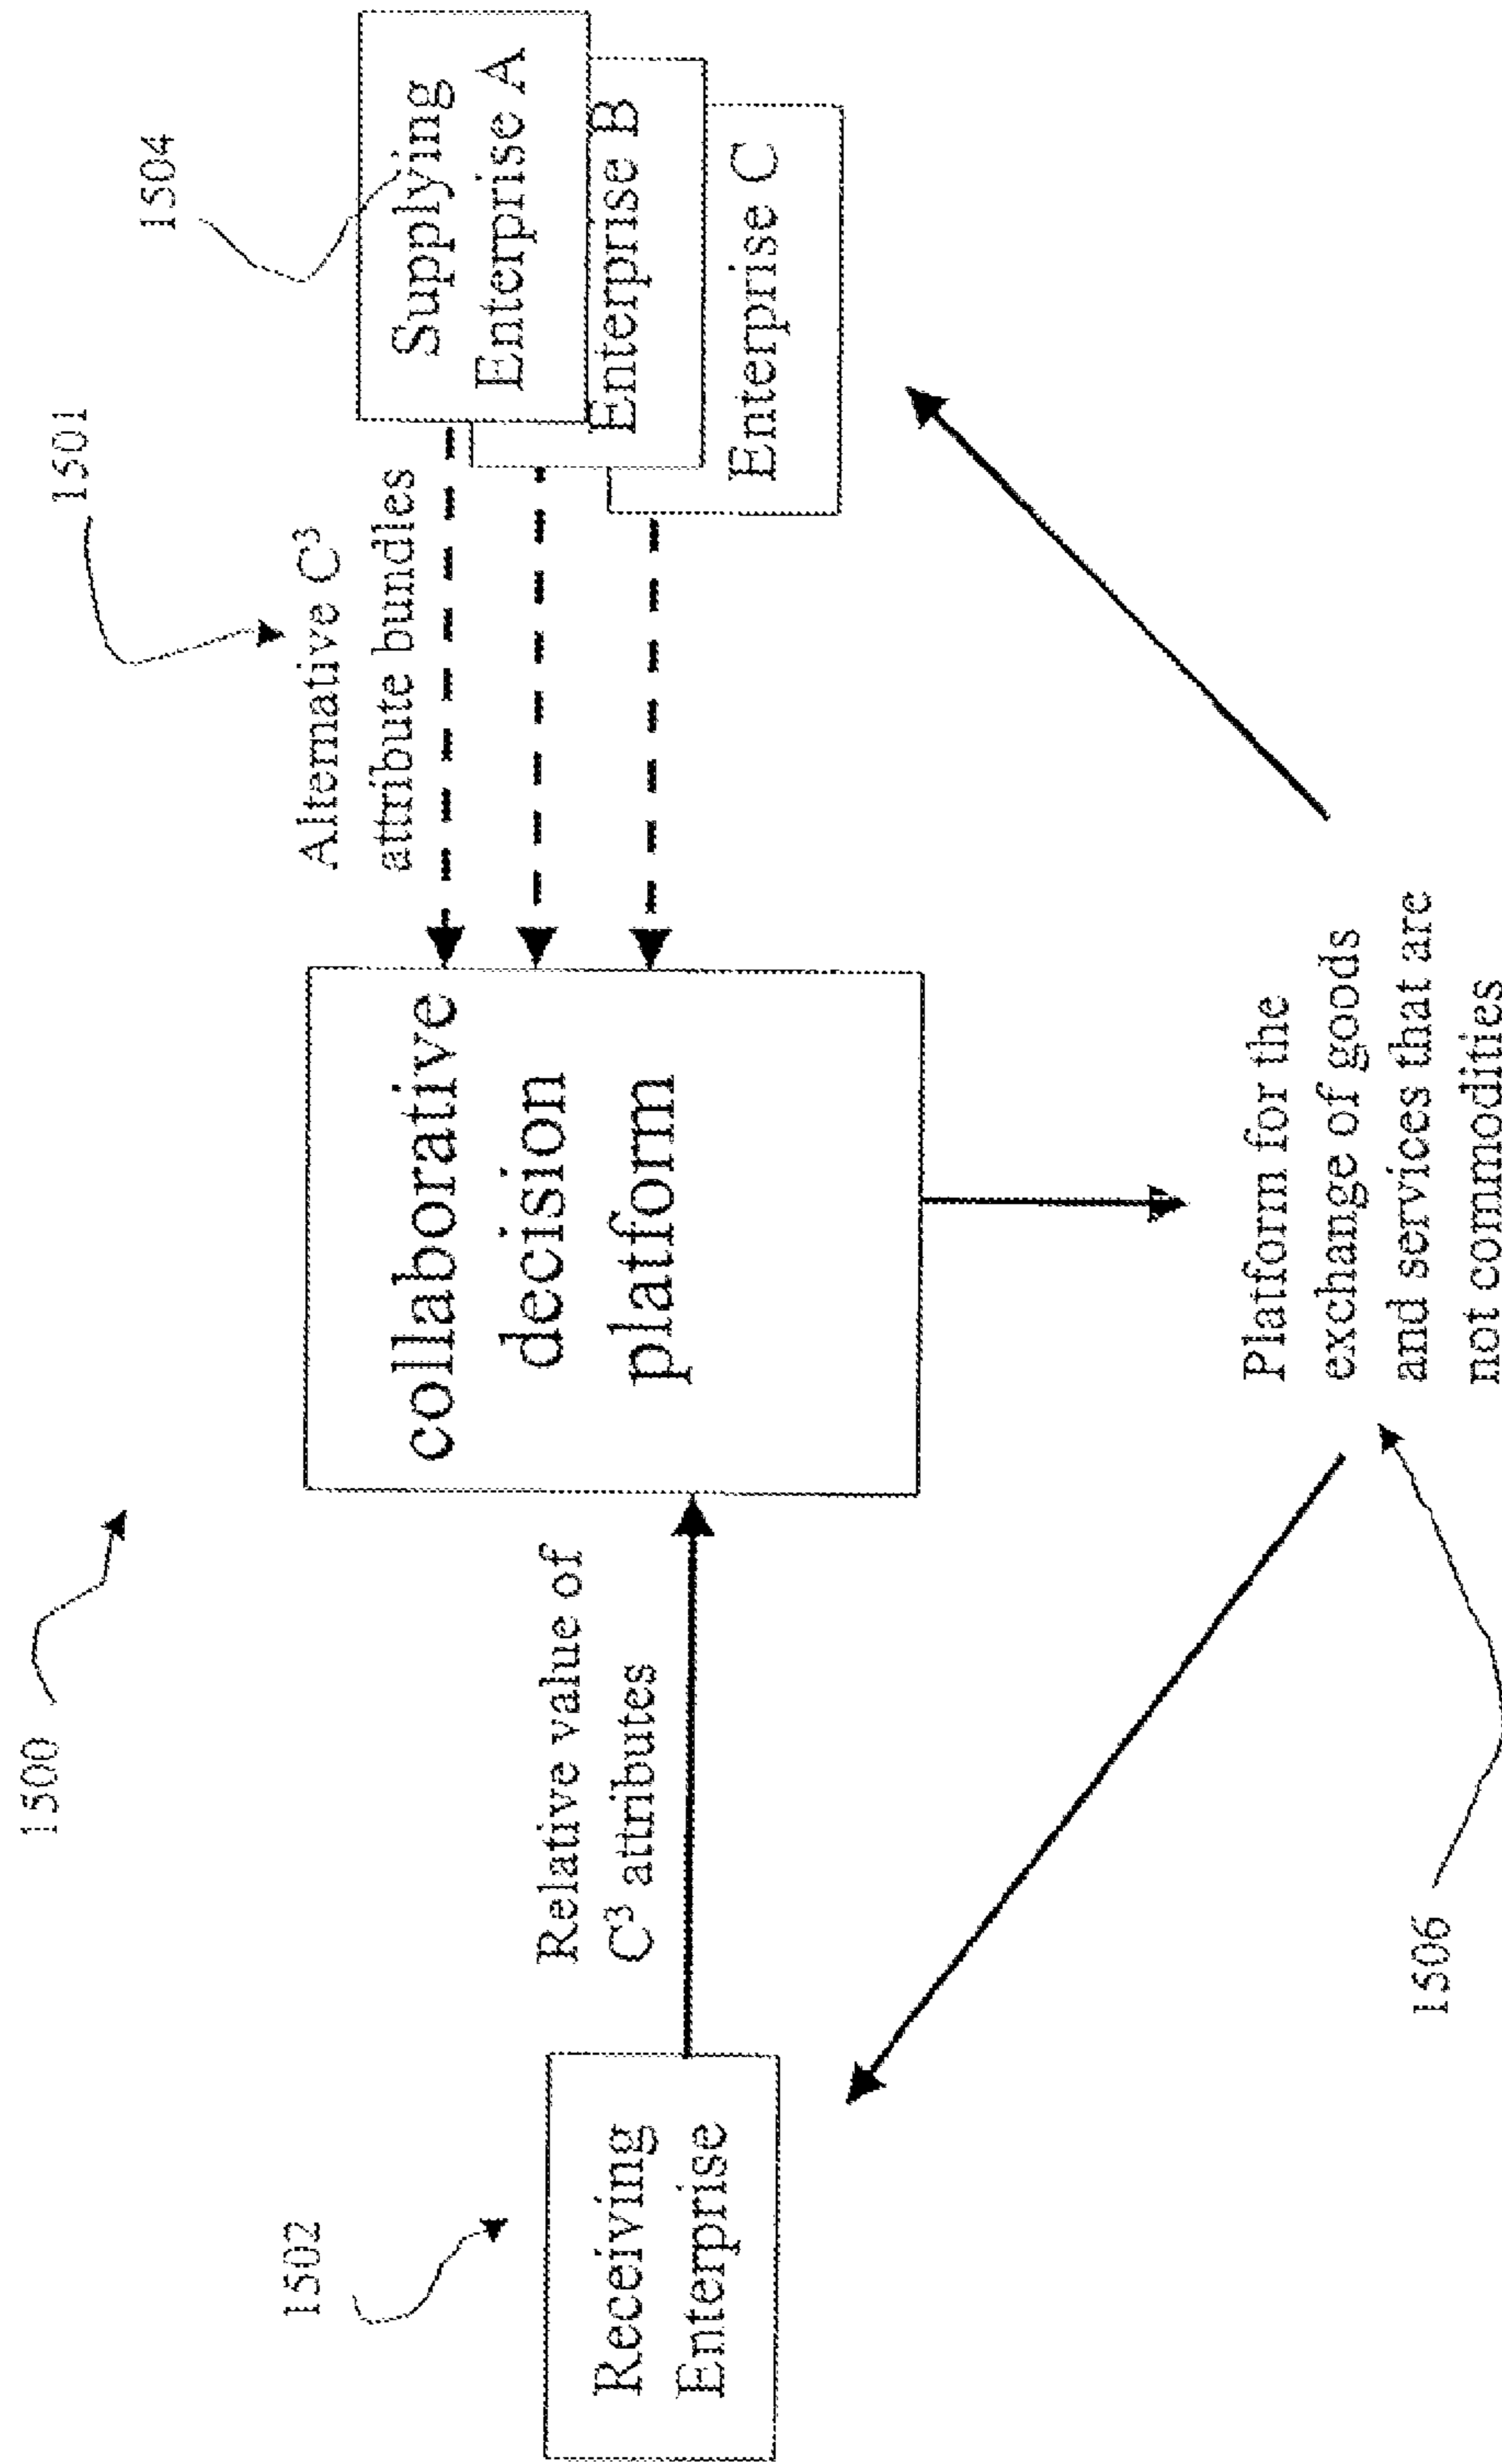 1500
1501
1504
1502
Alternative C³
attribute bundles
Supplying
Enterprise A
Enterprise B
Enterprise C
collaborative
decision
platform
Relative value of
C³ attributes
Receiving
Enterprise
Platform for the
exchange of goods
and services that are
not commodities
1506